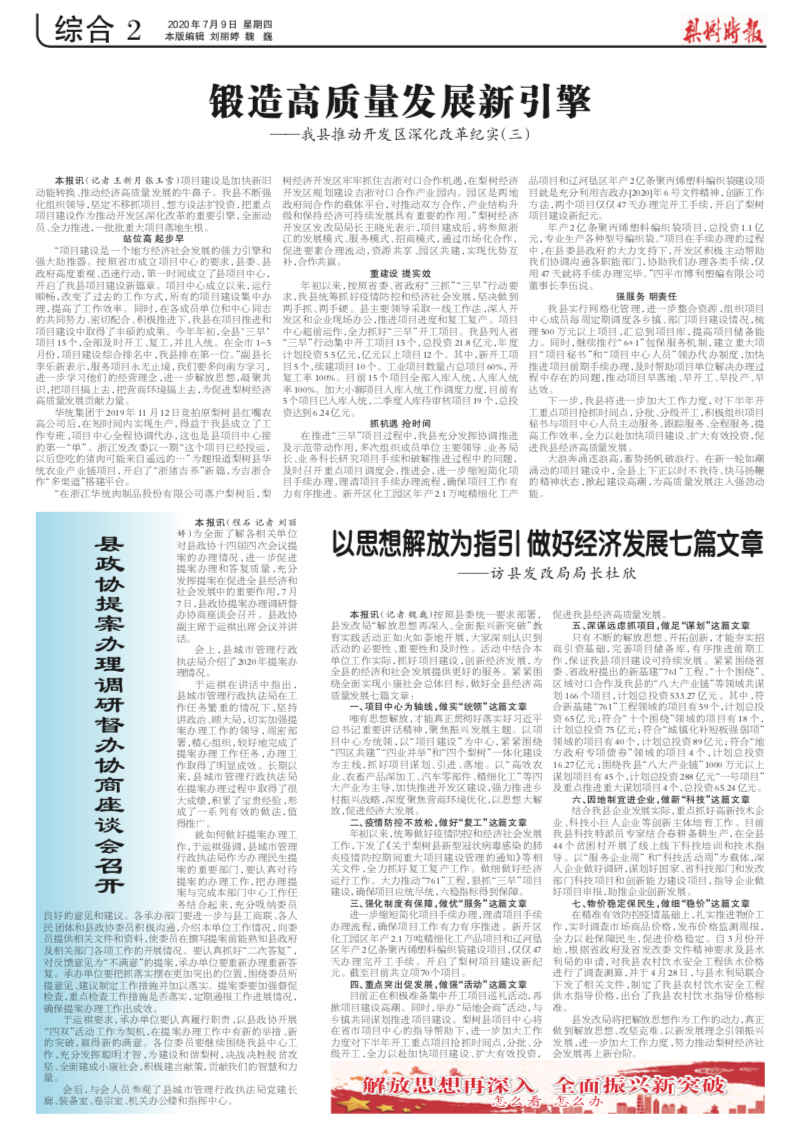 综合 2
2020年7月9日 星期四
本版编辑 刘丽婷 魏 巍
梨树时报
锻造高质量发展新引擎
——我县推动开发区深化改革纪实(三)
本报讯(记者 王新月 张玉雪)项目建设是加快新旧
动能转换、推动经济高质量发展的牛鼻子。我县不断强
化组织领导,坚定不移抓项目、想方设法扩投资,把重点
项目建设作为推动开发区深化改革的重要引擎,全面动
员、全力推进,一批批重大项目落地生根。
站位高 起步早
“项目建设是一个地方经济社会发展的强力引擎和
强大助推器。按照省市成立项目中心的要求,县委、县
政府高度重视、迅速行动,第一时间成立了县项目中心,
开启了我县项目建设新篇章。项目中心成立以来,运行
顺畅,改变了过去的工作方式,所有的项目建设集中办
理,提高了工作效率。同时,在各成员单位和中心同志
的共同努力,密切配合、积极推进下,我县在项目推进和
项目建设中取得了丰硕的成果。今年年初,全县‘三早’
项目15个,全部及时开工、复工,并且入统。在全市1-5
月份,项目建设综合排名中,我县排在第一位。”副县长
李乐新表示,服务项目永无止境,我们要多向南方学习,
进一步学习他们的经营理念,进一步解放思想,凝聚共
识,把项目搞上去,把营商环境搞上去,为促进梨树经济
高质量发展贡献力量。
华统集团于2019年11月12日竞拍原梨树县红嘴农
高公司后,在短时间内实现生产,得益于我县成立了工
作专班,项目中心全程协调代办,这也是县项目中心接
的第一“单”。浙江发改委以一期“这个项目已经投运,
以后您吃的猪肉可能来自遥远的…”为题报道梨树县华
统农业产业链项目,开启了“浙猪吉养”新篇,为吉浙合
作“多渠道”搭建平台。
“在浙江华统肉制品股份有限公司落户梨树后,梨
树经济开发区牢牢抓住吉浙对口合作机遇,在梨树经济
开发区规划建设吉浙对口合作产业园内。园区是两地
政府间合作的载体平台,对推动双方合作,产业结构升
级和保持经济可持续发展具有重要的作用。”梨树经济
开发区发改局局长王晓光表示,项目建成后,将参照浙
江的发展模式、服务模式、招商模式,通过市场化合作,
促进要素合理流动,资源共享、园区共建,实现优势互
补,合作共赢。
重建设 提实效
年初以来,按照省委、省政府“三抓”“三早”行动要
求,我县统筹抓好疫情防控和经济社会发展,坚决做到
两手抓、两手硬。县主要领导采取一线工作法,深入开
发区和企业现场办公,推进项目进度和复工复产。项目
中心超前运作,全力抓好“三早”开工项目。我县列入省
“三早”行动集中开工项目15个,总投资21.8亿元,年度
计划投资5.5亿元,亿元以上项目12个。其中,新开工项
目5个,续建项目10个。工业项目数量占总项目60%,开
复工率100%。目前15个项目全部入库入统,入库入统
率100%。加大小额项目入库入统工作调度力度,目前有
5个项目已入库入统,二季度入库待审核项目19个,总投
资达到6.24亿元。
抓机遇 抢时间
在推进“三早”项目过程中,我县充分发挥协调推进
及示范带动作用,多次组织成员单位主要领导、业务局
长、业务科长研究项目手续和破解推进过程中的问题,
及时召开重点项目调度会,推进会,进一步缩短简化项
目手续办理,理清项目手续办理流程,确保项目工作有
力有序推进。新开区化工园区年产2.1万吨精细化工产
品项目和辽河垦区年产2亿条聚丙烯塑料编织袋建设项
目就是充分利用吉政办[2020]年6号文件精神,创新工作
方法,两个项目仅仅47天办理完开工手续,开启了梨树
项目建设新纪元。
年产2亿条丙烯塑料编织袋项目,总投资1.1亿
元,专业生产各种型号编织袋。“项目在手续办理的过程
中,在县委县政府的大力支持下,开发区积极主动帮助
我们协调沟通各职能部门,协助我们办理各类手续,仅
用47天就将手续办理完毕。”四平市博利塑编有限公司
董事长李伍说。
强服务 明责任
我县实行网格化管理,进一步整合资源,组织项目
中心成员每周定期调度各乡镇、部门项目建设情况,梳
理500万元以上项目,汇总到项目库,提高项目储备能
力。同时,继续推行“6+1”包保服务机制,建立重大项
目“项目秘书”和“项目中心人员”领办代办制度,加快
推进项目前期手续办理,及时帮助项目单位解决办理过
程中存在的问题,推动项目早落地、早开工、早投产、早
达效。
下一步,我县将进一步加大工作力度,对下半年开
工重点项目抢抓时间点,分批、分级开工,积极组织项目
秘书与项目中心人员主动服务、跟踪服务、全程服务,提
高工作效率,全力以赴加快项目建设、扩大有效投资,促
进我县经济高质量发展。
大浪奔涌逐浪高,蓄势扬帆破浪行。在新一轮如潮
涌动的项目建设中,全县上下正以时不我待、快马扬鞭
的精神状态,掀起建设高潮,为高质量发展注入强劲动
能。
县政协提案办理调研督办协商座谈会召开
本报讯(程石 记者 刘丽
婷)为全面了解各相关单位
对县政协十四届四次会议提
案的办理情况,进一步促进
提案办理和答复质量,充分
发挥提案在促进全县经济和
社会发展中的重要作用,7月
7日,县政协提案办理调研督
办协商座谈会召开。县政协
副主席于运祺出席会议并讲
话。
会上,县城市管理行政
执法局介绍了2020年提案办
理情况。
于运祺在讲话中指出,
县城市管理行政执法局在工
作任务繁重的情况下,坚持
讲政治、顾大局,切实加强提
案办理工作的领导,周密部
署,精心组织,较好地完成了
提案办理工作任务,办理工
作取得了明显成效。长期以
来,县城市管理行政执法局
在提案办理过程中取得了很
大成绩,积累了宝贵经验,形
成了一系列有效的做法,值
得推广。
就如何做好提案办理工
作,于运祺强调,县城市管理
行政执法局作为办理民生提
案的重要部门,要认真对待
提案的办理工作,把办理提
案与完成本部门中心工作任
务结合起来,充分吸纳委员
良好的意见和建议。各承办部门要进一步与县工商联、各人
民团体和县政协委员积极沟通,介绍本单位工作情况,向委
员提供相关文件和资料,使委员在撰写提案前能熟知县政府
及相关部门各项工作的开展情况。要认真抓好“二次答复”,
对反馈意见为“不满意”的提案,承办单位要重新办理重新答
复。承办单位要把抓落实摆在更加突出的位置,围绕委员所
提意见、建议制定工作措施并加以落实。提案委要加强督促
检查,重点检查工作措施是否落实,定期通报工作进展情况,
确保提案办理工作出成效。
于运祺要求,承办单位要认真履行职责,以县政协开展
“四双”活动工作为契机,在提案办理工作中有新的举措、新
的突破,赢得新的满意。各位委员要继续围绕我县中心工
作,充分发挥聪明才智,为建设和谐梨树,决战决胜脱贫攻
坚、全面建成小康社会,积极建言献策,贡献我们的智慧和力
量。
会后,与会人员参观了县城市管理行政执法局党建长
廊、装备室、卷宗室、机关办公楼和指挥中心。
以思想解放为指引 做好经济发展七篇文章
——访县发改局局长杜欣
本报讯(记者 魏巍)按照县委统一要求部署,
县发改局“解放思想再深入、全面振兴新突破”教
育实践活动正如火如荼地开展,大家深刻认识到
活动的必要性、重要性和及时性。活动中结合本
单位工作实际,抓好项目建设,创新经济发展,为
全县的经济和社会发展提供更好的服务。紧紧围
绕全面实现小康社会总体目标,做好全县经济高
质量发展七篇文章:
一、项目中心为轴线,做实“统领”这篇文章
唯有思想解放,才能真正贯彻好落实好习近平
总书记重要讲话精神,聚焦振兴发展主题。以项
目中心为统领,以“项目建设”为中心,紧紧围绕
“四区共建”“四业并举”和“四个梨树”一体化建设
为主线,抓好项目谋划、引进、落地。以“高效农
业、农畜产品深加工、汽车零部件、精细化工”等四
大产业为主导,加快推进开发区建设,强力推进乡
村振兴战略,深度聚焦营商环境优化,以思想大解
放,促进经济大发展。
二、疫情防控不放松,做好“复工”这篇文章
年初以来,统筹做好疫情防控和经济社会发展
工作,下发了《关于梨树县新型冠状病毒感染的肺
炎疫情防控期间重大项目建设管理的通知》等相
关文件,全力抓好复工复产工作。做细做好经济
运行工作。大力推动“761”工程,狠抓“三早”项目
建设,确保项目应统尽统,六稳指标得到保障。
三、强化制度有保障,做优“服务”这篇文章
进一步缩短简化项目手续办理,理清项目手续
办理流程,确保项目工作有力有序推进。新开区
化工园区年产2.1万吨精细化工产品项目和辽河垦
区年产2亿条聚丙烯塑料编织袋建设项目,仅仅47
天办理完开工手续。开启了梨树项目建设新纪
元。截至目前共立项70个项目。
四、重点突出促发展,做强“活动”这篇文章
目前正在积极准备集中开工项目巡礼活动,再
掀项目建设高潮。同时,举办“局地会商”活动,与
乡镇共同谋划推进项目建设。梨树县项目中心将
在省市项目中心的指导帮助下,进一步加大工作
力度对下半年开工重点项目抢抓时间点,分批、分
级开工,全力以赴加快项目建设、扩大有效投资,
促进我县经济高质量发展。
五、深谋远虑抓项目,做足“谋划”这篇文章
只有不断的解放思想、开拓创新,才能夯实招
商引资基础,完善项目储备库,有序推进前期工
作,保证我县项目建设可持续发展。紧紧围绕省
委、省政府提出的新基建“761”工程、“十个围绕”、
区域对口合作及我县的“八大产业链”等领域共谋
划166个项目,计划总投资533.27亿元。其中,符
合新基建“761”工程领域的项目有59个,计划总投
资65亿元;符合“十个围绕”领域的项目有18个,
计划总投资75亿元;符合“城镇化补短板强弱项”
领域的项目有40个,计划总投资89亿元;符合“地
方政府专项债券”领域的项目4个,计划总投资
16.27亿元;围绕我县“八大产业链”1000万元以上
谋划项目有45个,计划总投资288亿元“一号项目”
及重点推进重大谋划项目4个,总投资65.24亿元。
六、因地制宜进企业,做新“科技”这篇文章
结合我县企业发展实际,重点抓好高新技术企
业、科技小巨人企业等创新主体培育工作。目前
我县科技特派员专家结合春耕备耕生产,在全县
44个贫困村开展了线上线下科技培训和技术指
导。以“服务企业周”和“科技活动周”为载体,深
入企业做好调研,谋划好国家、省科技部门和发改
部门科技项目和创新能力建设项目,指导企业做
好项目申报,助推企业创新发展。
七、物价稳定保民生,做细“稳价”这篇文章
在精准有效防控疫情基础上,扎实推进物价工
作,实时调查市场商品价格,发布价格监测周报,
全力以赴保障民生,促进价格稳定。自3月份开
始,根据省政府及省发改委文件精神要求及县水
利局的申请,对我县农村饮水安全工程供水价格
进行了调查测算,并于4月28日,与县水利局联合
下发了相关文件,制定了我县农村饮水安全工程
供水指导价格,出台了我县农村饮水指导价格标
准。
县发改局将把解放思想作为工作的动力,真正
做到解放思想、攻坚克难,以新发展理念引领振兴
发展,进一步加大工作力度,努力推动梨树经济社
会发展再上新台阶。
解放思想再深入 全面振兴新突破
怎么看 怎么办